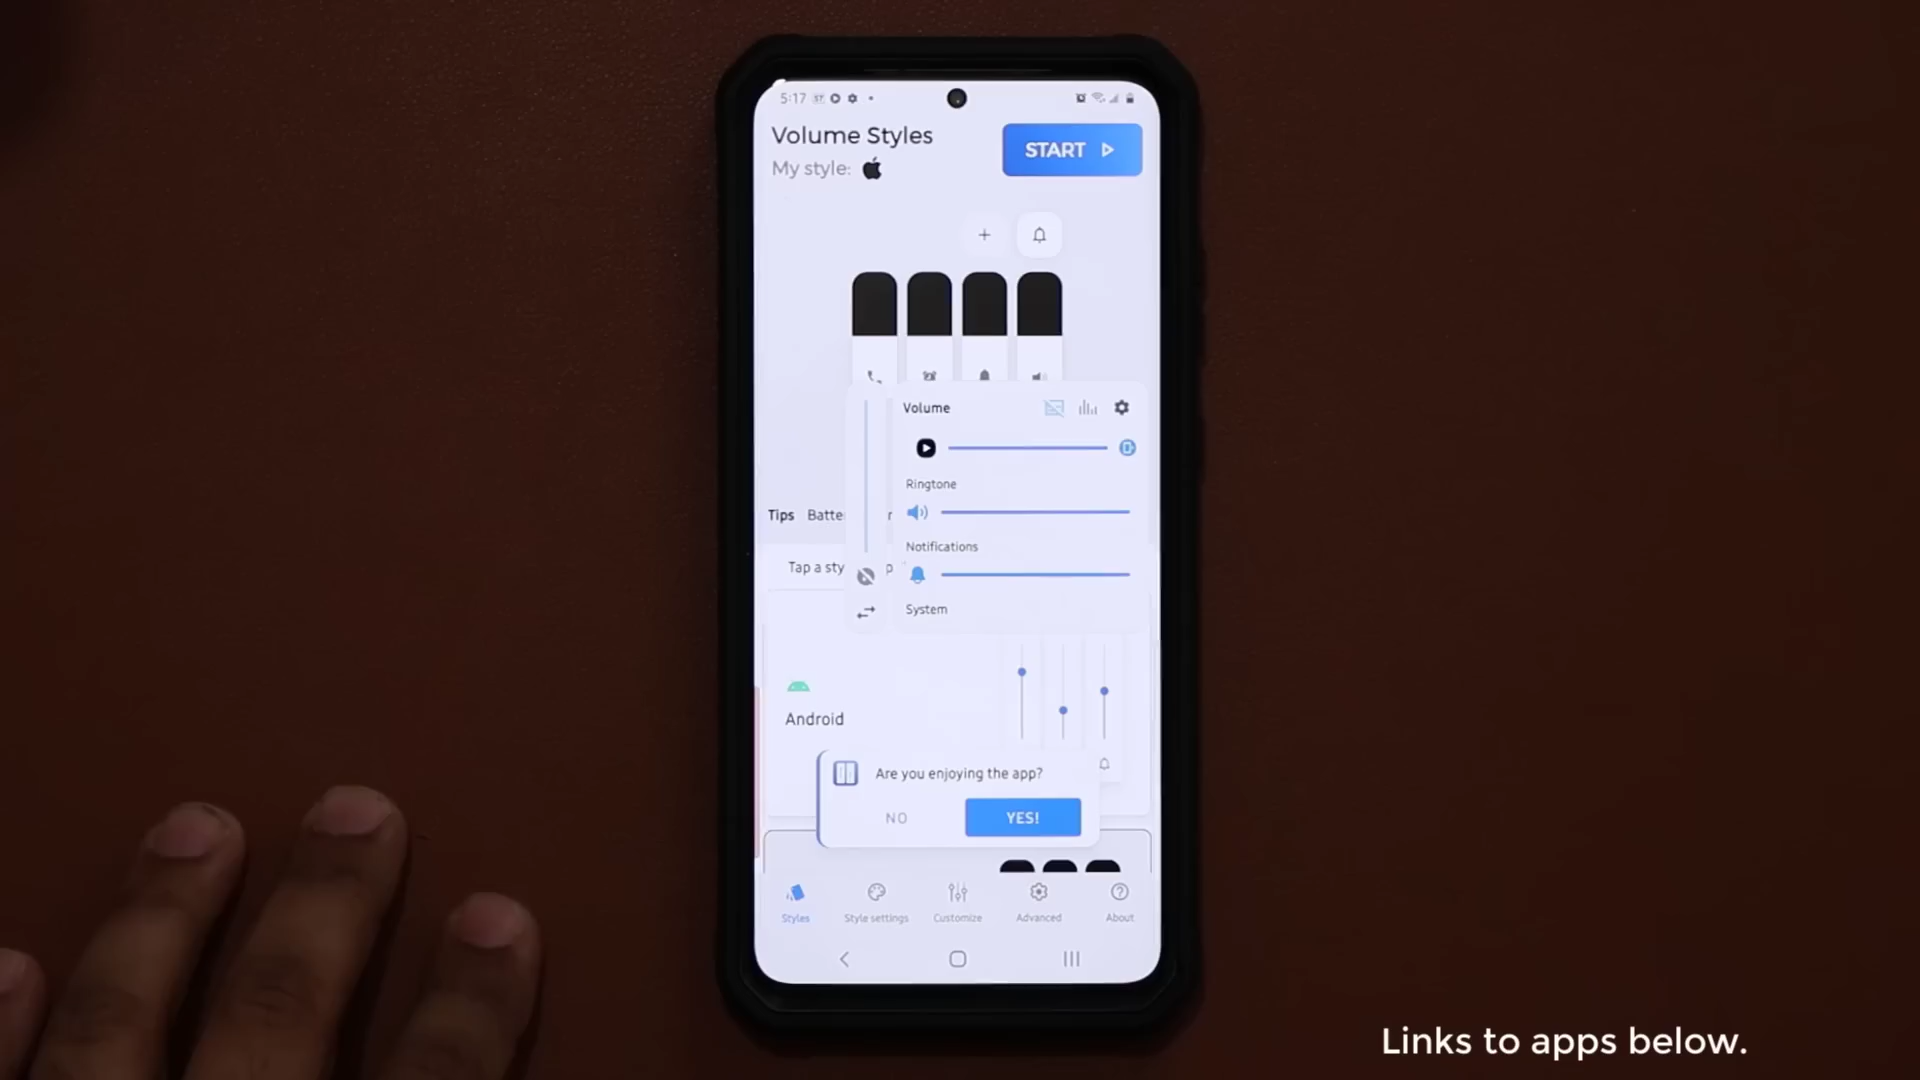 5:17
Volume Styles
START
My style:
Volume
Ringtone
Tips Batte
Notifications
Tap a sty
System
Android
Are you enjoying the app?
NO YES!
Styles Style settings Customize Advanced About
Links to apps below.